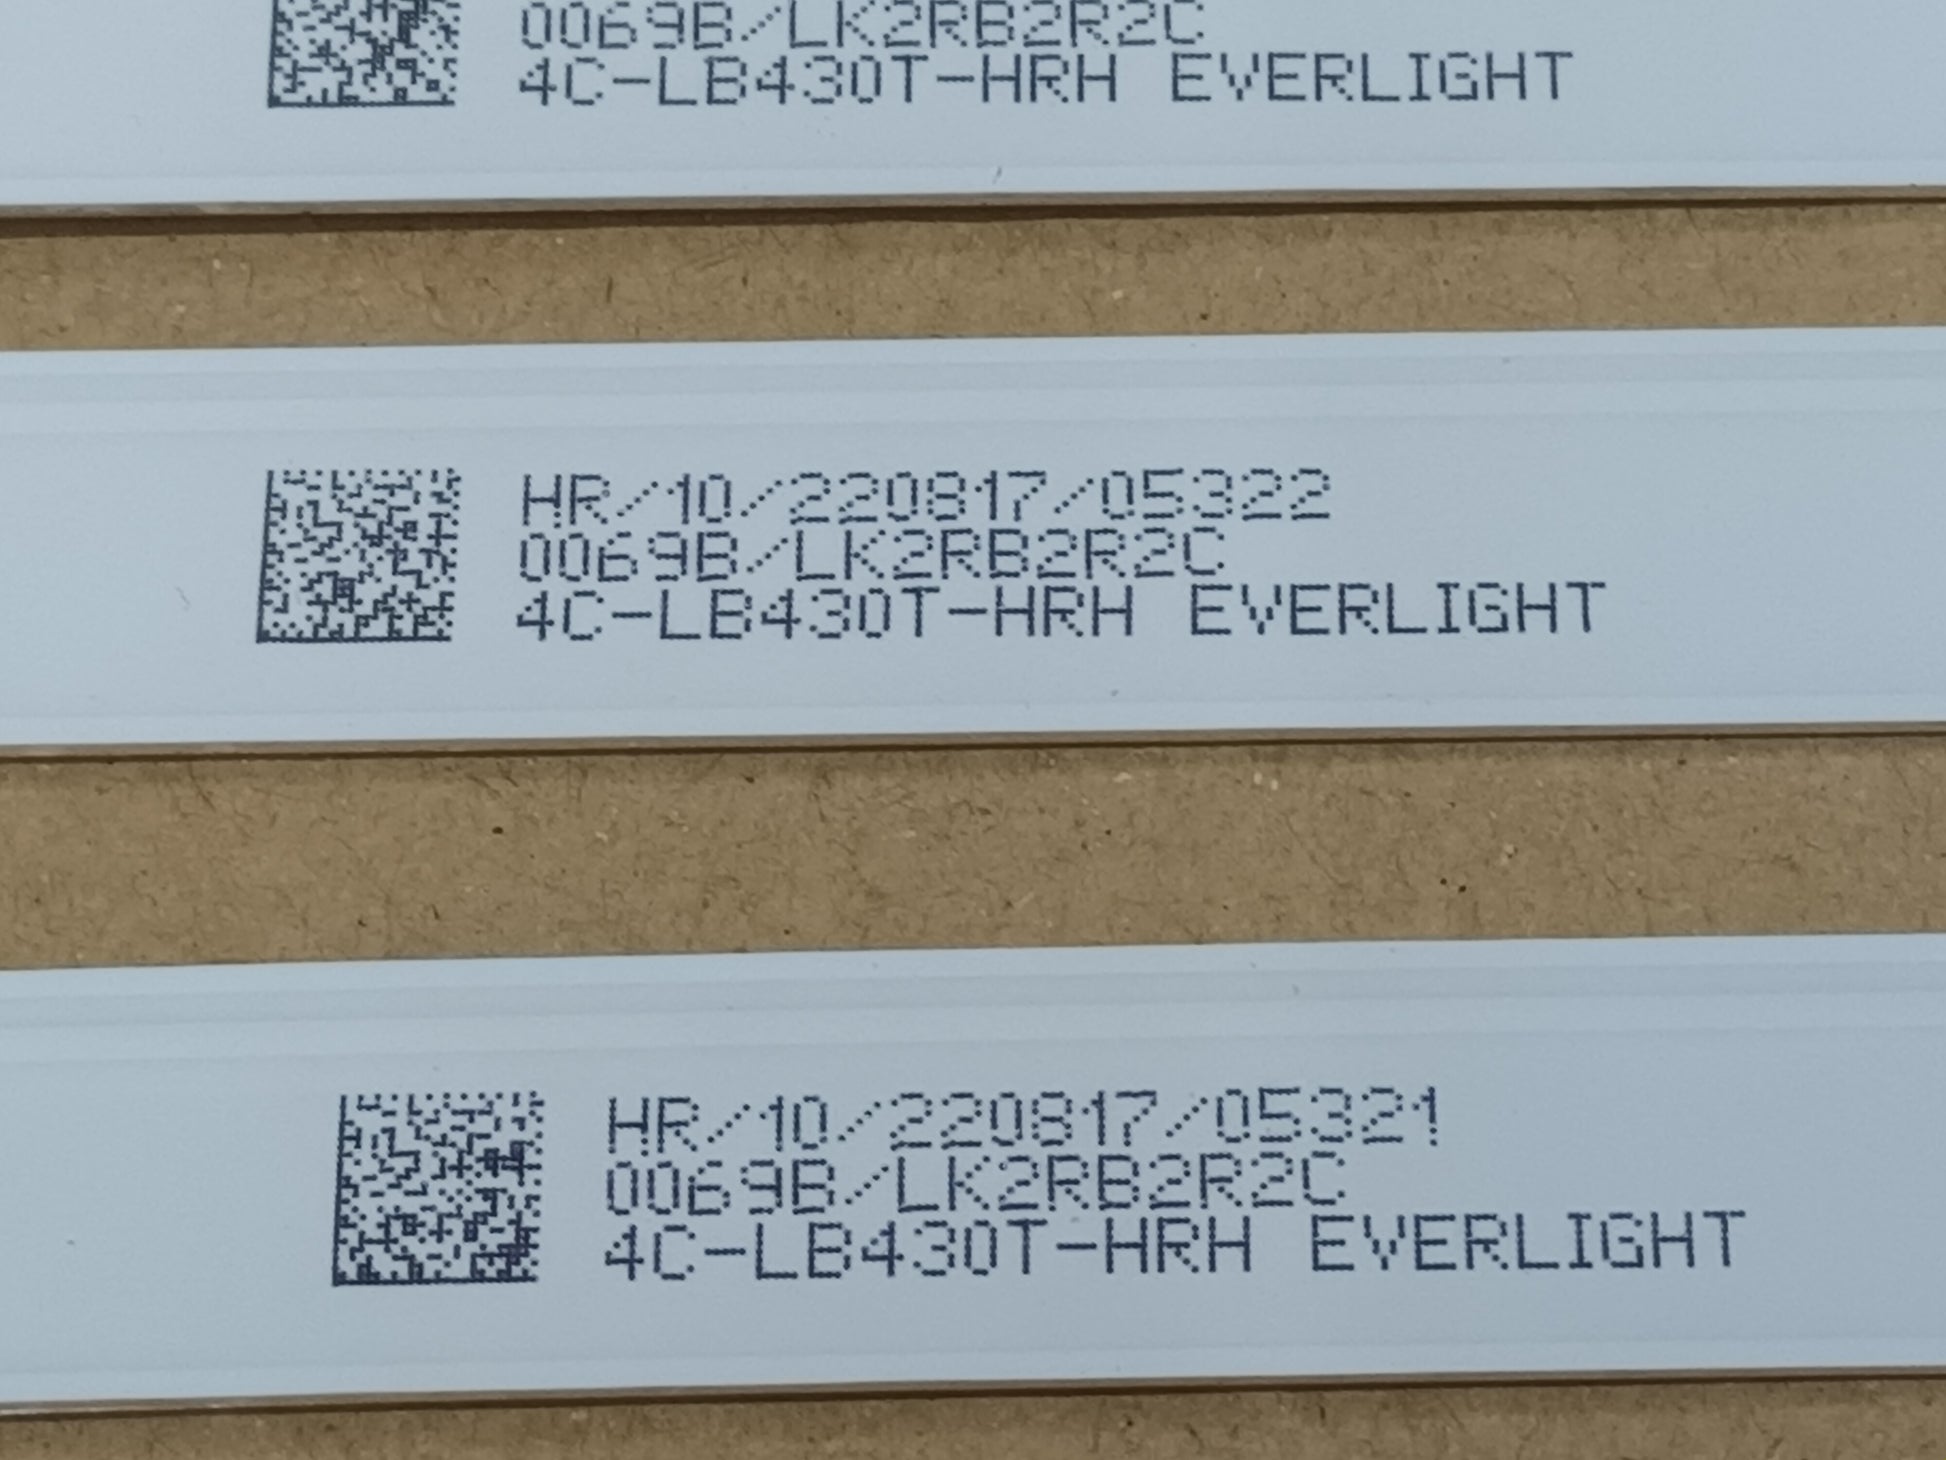 0069B/LK2RB2R2C
4C-LB430T-HRH EVERLIGHT
HR/10/220817/05322
0069B/LK2RB2R2C
4C-LB430T-HRH EVERLIGHT
HR/10/220817/05321
0069B/LK2RB2R2C
4C-LB430T-HRH EVERLIGHT